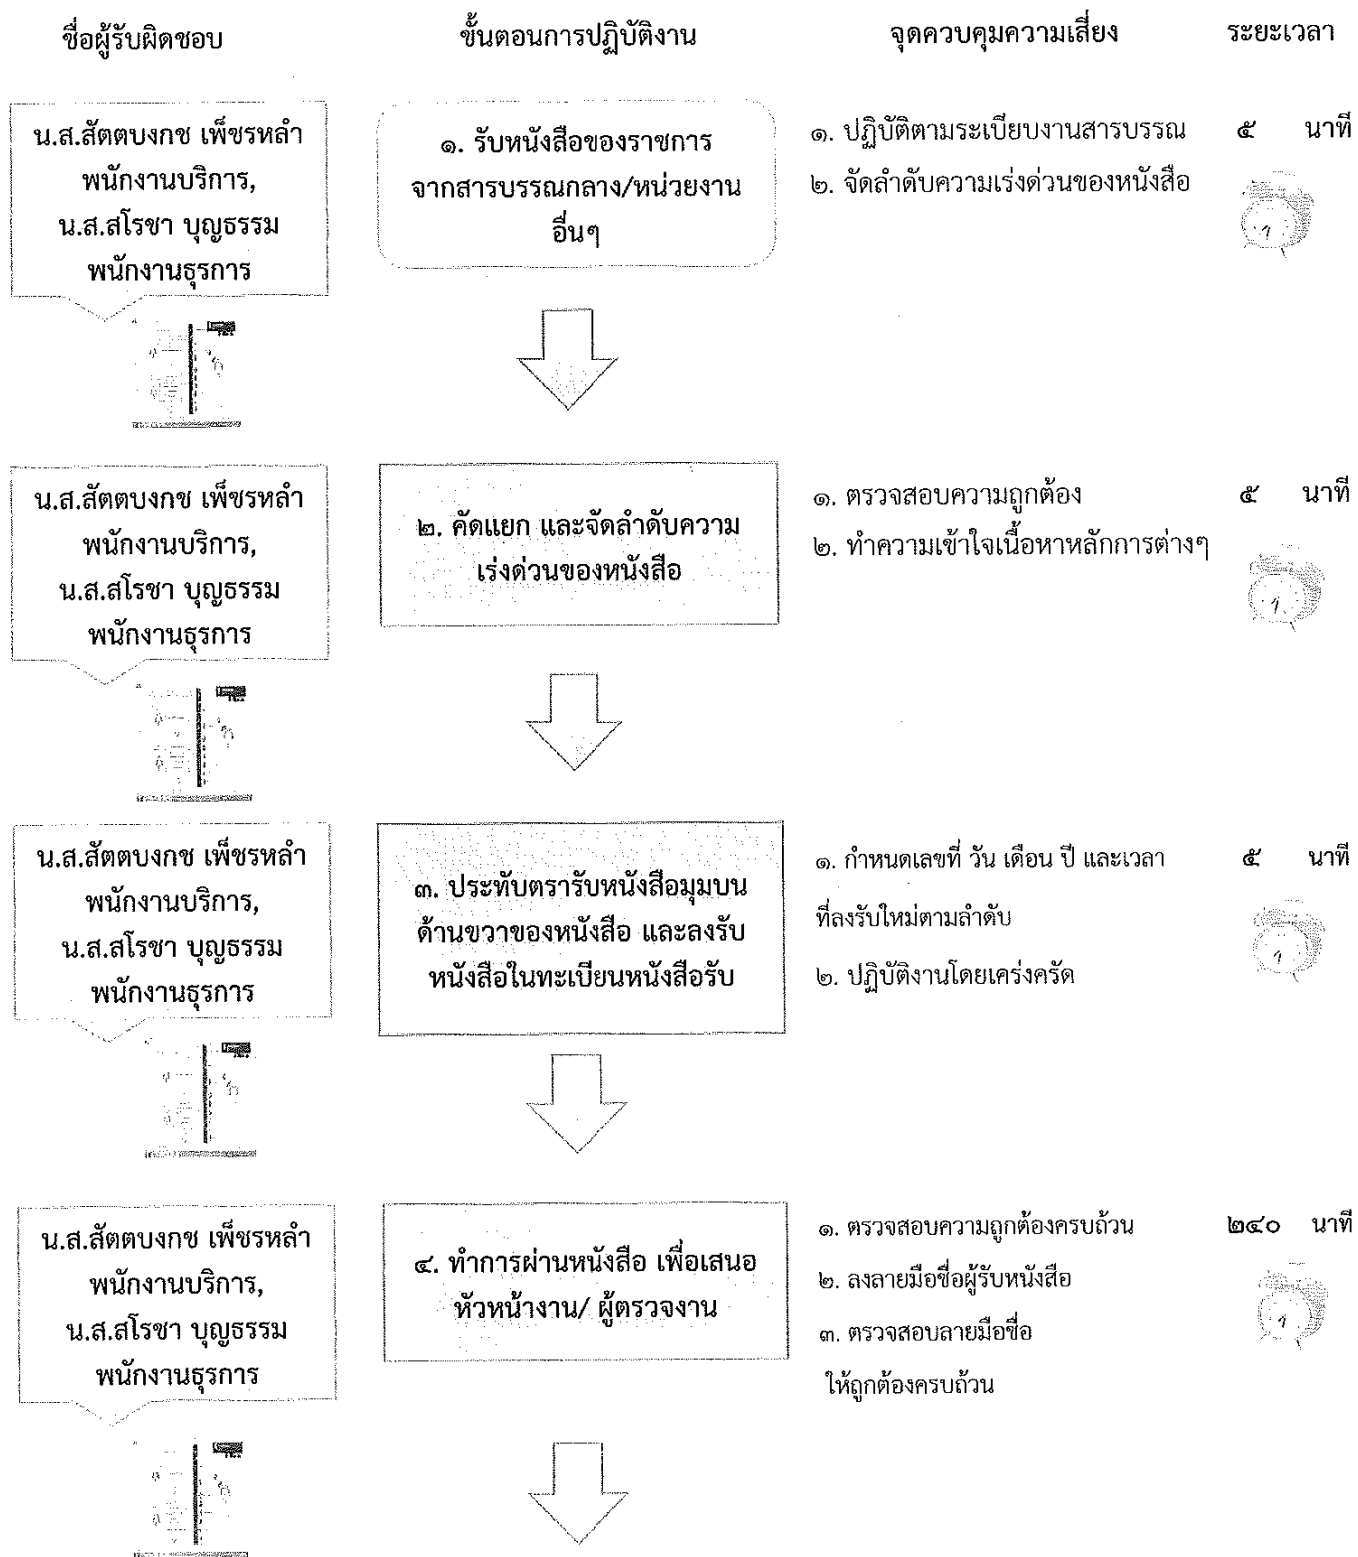 ชื่อผู้รับผิดชอบ
ขั้นตอนการปฏิบัติงาน
จุดควบคุมความเสี่ยง
ระยะเวลา
น.ส.สัตตบงกช เพ็ชรหลำ
พนักงานบริการ,
น.ส.สโรชา บุญธรรม
พนักงานธุรการ
๑. รับหนังสือของราชการ
จากสารบรรณกลาง/หน่วยงาน
อื่นๆ
๑. ปฏิบัติตามระเบียบงานสารบรรณ
๒. จัดลำดับความเร่งด่วนของหนังสือ
๕ นาที
น.ส.สัตตบงกช เพ็ชรหลำ
พนักงานบริการ,
น.ส.สโรชา บุญธรรม
พนักงานธุรการ
๒. คัดแยก และจัดลำดับความ
เร่งด่วนของหนังสือ
๑. ตรวจสอบความถูกต้อง
๒. ทำความเข้าใจเนื้อหาหลักการต่างๆ
๕ นาที
น.ส.สัตตบงกช เพ็ชรหลำ
พนักงานบริการ,
น.ส.สโรชา บุญธรรม
พนักงานธุรการ
๓. ประทับตรารับหนังสือมุมบน
ด้านขวาของหนังสือ และลงรับ
หนังสือในทะเบียนหนังสือรับ
๑. กำหนดเลขที่ วัน เดือน ปี และเวลา
ที่ลงรับใหม่ตามลำดับ
๒. ปฏิบัติงานโดยเคร่งครัด
๕ นาที
น.ส.สัตตบงกช เพ็ชรหลำ
พนักงานบริการ,
น.ส.สโรชา บุญธรรม
พนักงานธุรการ
๔. ทำการผ่านหนังสือ เพื่อเสนอ
หัวหน้างาน/ ผู้ตรวจงาน
๑. ตรวจสอบความถูกต้องครบถ้วน
๒. ลงลายมือชื่อผู้รับหนังสือ
๓. ตรวจสอบลายมือชื่อ
ให้ถูกต้องครบถ้วน
๒๔๐ นาที